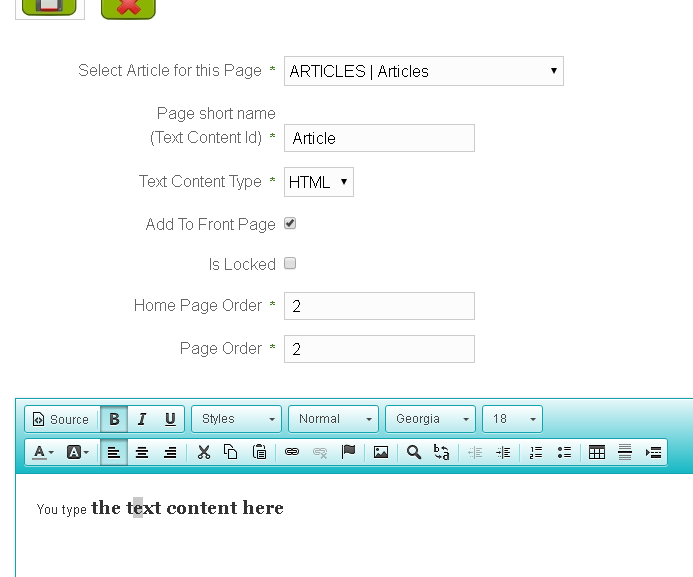 Select Article for this Page * ARTICLES | Articles
Page short name
(Text Content Id) * Article
Text Content Type * HTML
Add To Front Page
Is Locked
Home Page Order * 2
Page Order * 2
Source B I U Styles Normal Georgia 18
A A
You type the text content here